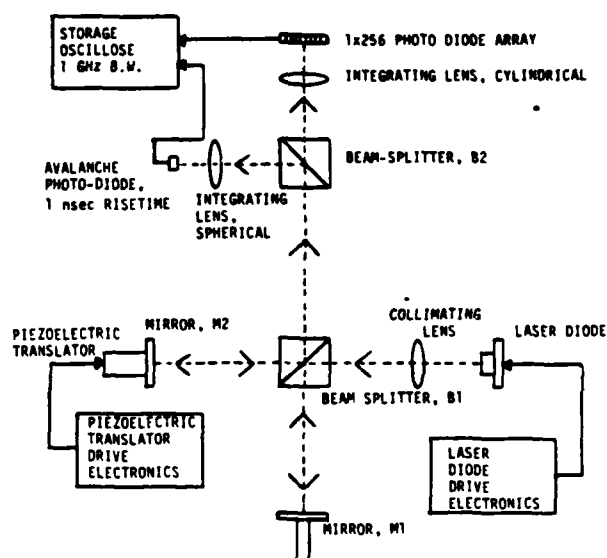 STORAGE
OSCILLOSE
1 GHz B.W.
1x256 PHOTO DIODE ARRAY
INTEGRATING LENS, CYLINDRICAL
BEAM-SPLITTER, B2
AVALANCHE
PHOTO-DIODE,
1 nsec RISETIME
INTEGRATING
LENS,
SPHERICAL
PIEZOELECTRIC
TRANSLATOR
MIRROR, M2
COLLIMATING
LENS
LASER DIODE
BEAM SPLITTER, B1
PIEZOELECTRIC
TRANSLATOR
DRIVE
ELECTRONICS
LASER
DIODE
DRIVE
ELECTRONICS
MIRROR, M1